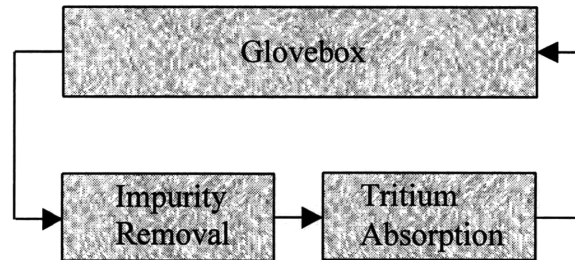 Glovebox
Impurity
Removal
Tritium
Absorption